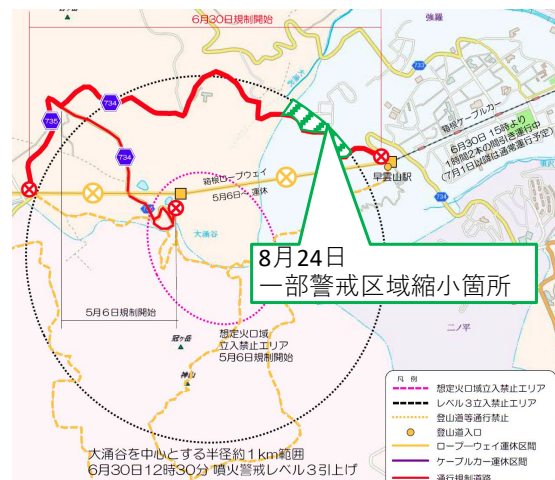 6月30日規制開始
強羅
大涌沢
733
734
735
734
箱根ケーブルカー
6月30日 15時より
1時間2本の間引き運行中
(7月1日以降は通常運行予定)
箱根ロープウェイ
5月6日～運休
早雲山駅
大涌谷
8月24日
一部警戒区域縮小箇所
5月6日規制開始
想定火口域
立入禁止エリア
5月6日規制開始
冠ヶ岳
神山
二ノ平
大涌谷を中心とする半径約1km範囲
6月30日12時30分 噴火警戒レベル3引上げ
凡 例
想定火口域立入禁止エリア
レベル3立入禁止エリア
登山道等通行禁止
登山道入口
ロープーウェイ運休区間
ケーブルカー運休区間
通行規制道路